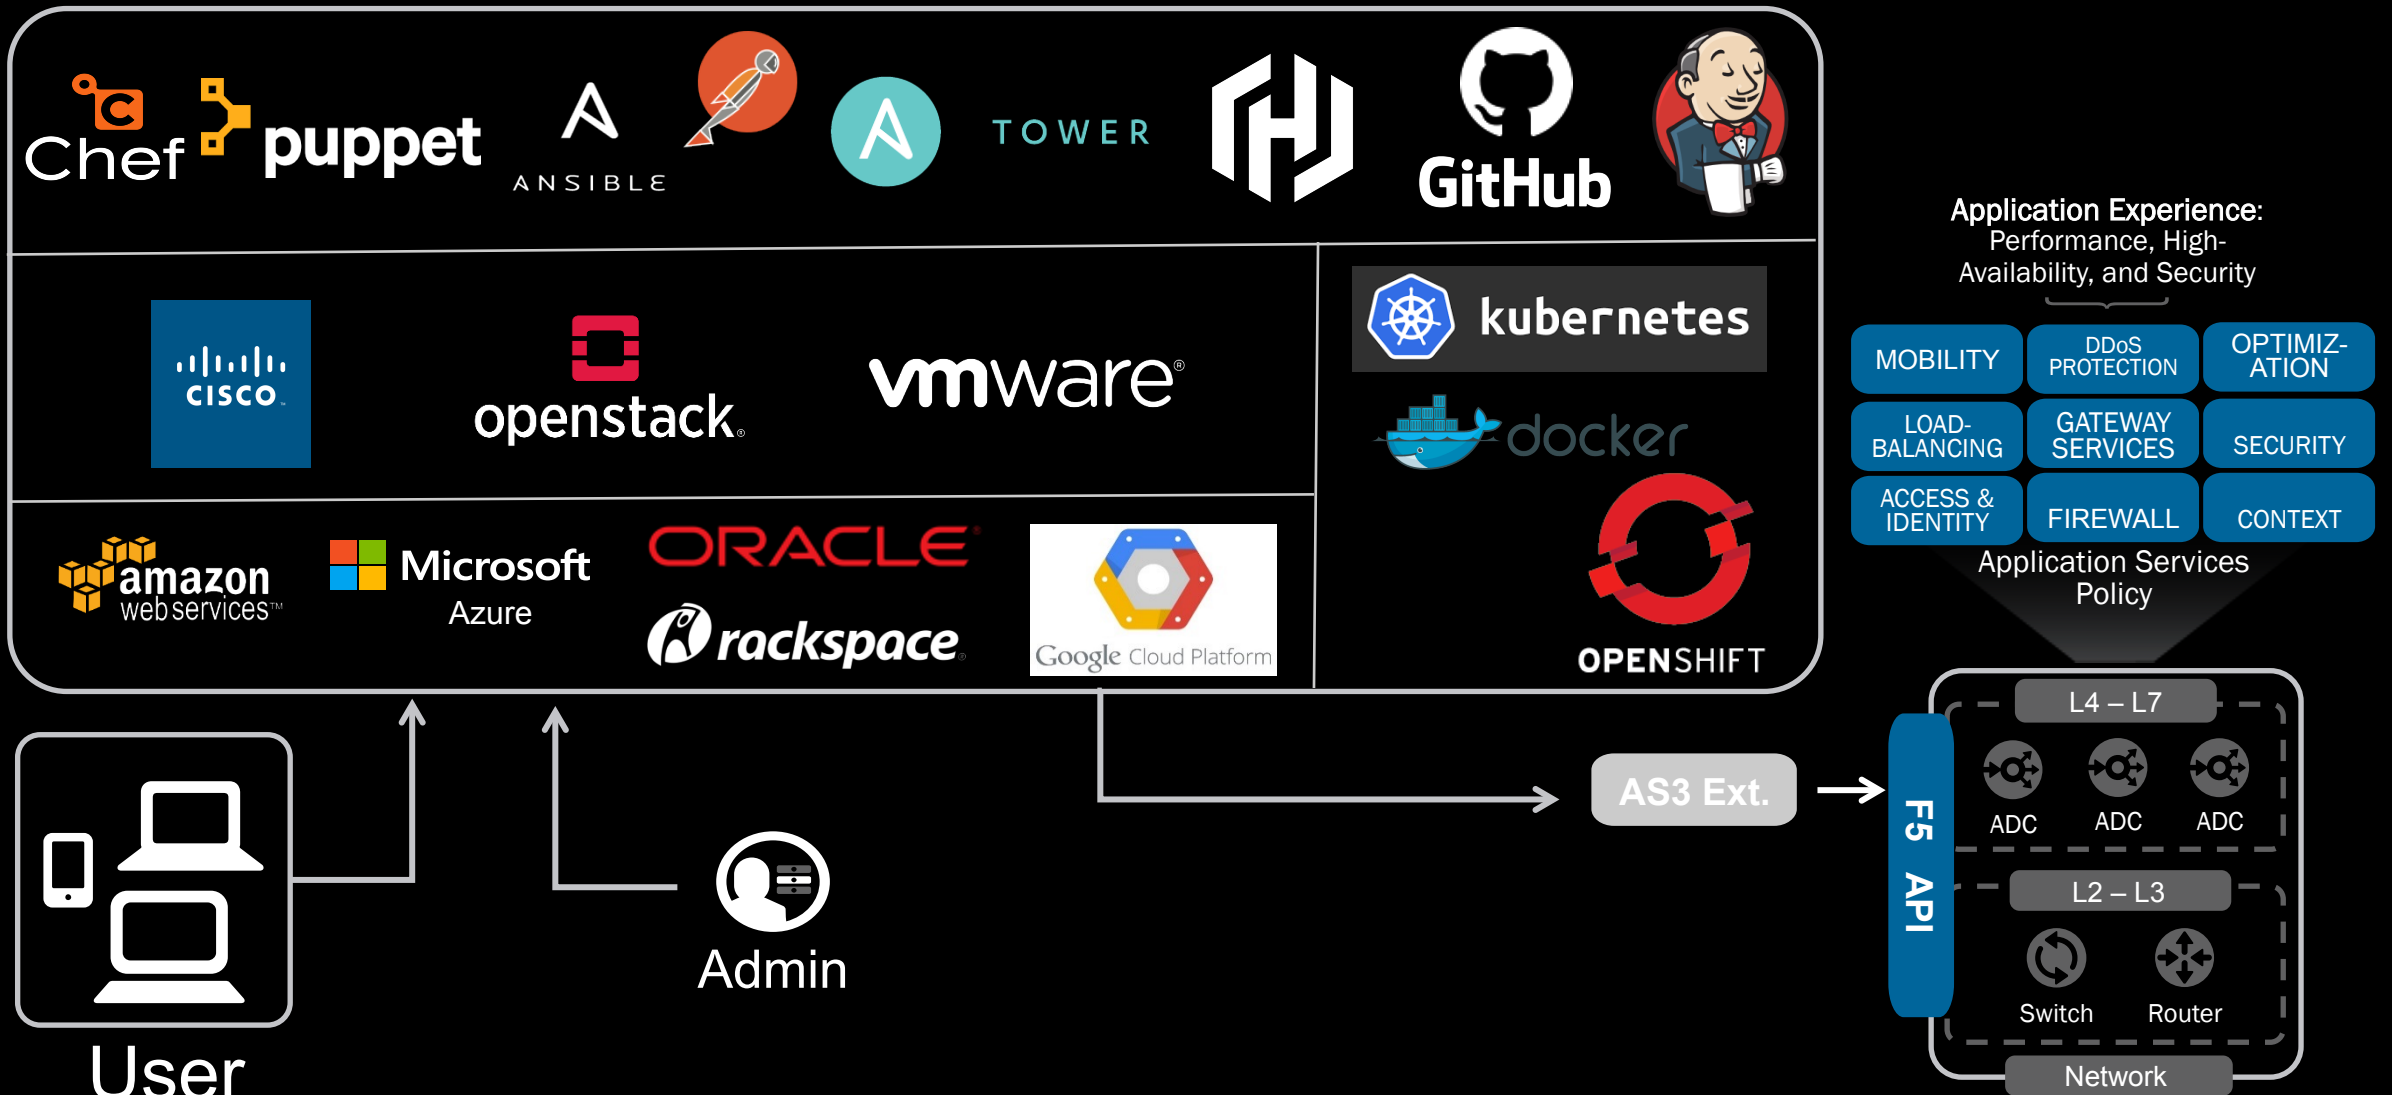 Chef
puppet
ANSIBLE
TOWER
GitHub
CISCO
openstack®
vmware®
kubernetes
docker
amazon
webservices™
Microsoft
Azure
ORACLE®
rackspace®
Google Cloud Platform
OPENSHIFT
Application Experience:
Performance, High-
Availability, and Security
MOBILITY
DDoS
PROTECTION
OPTIMIZ-
ATION
LOAD-
BALANCING
GATEWAY
SERVICES
SECURITY
ACCESS &
IDENTITY
FIREWALL
CONTEXT
Application Services
Policy
User
Admin
AS3 Ext.
F5 API
L4 – L7
ADC
ADC
ADC
L2 – L3
Switch
Router
Network